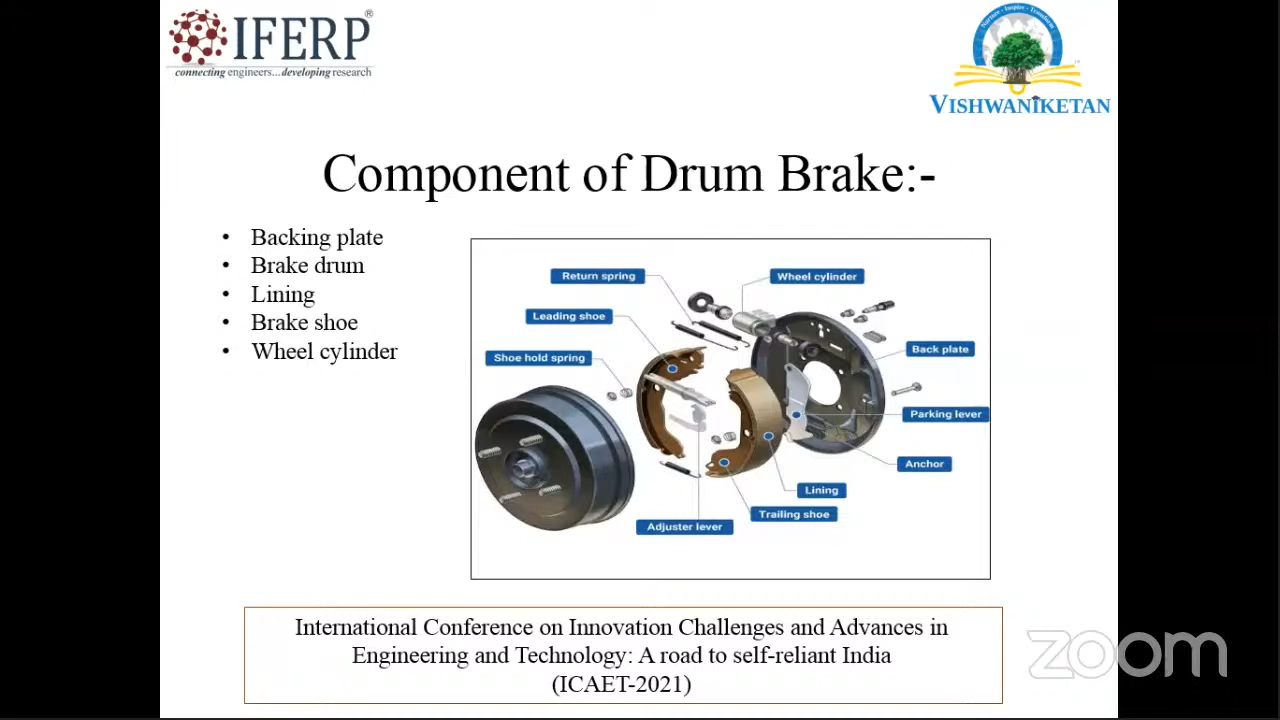 IFERP®
connecting engineers...developing research
Nurture - Inspire - Transform
VISHWANIKETAN
Component of Drum Brake:-
• Backing plate
• Brake drum
• Lining
• Brake shoe
• Wheel cylinder
Return spring
Wheel cylinder
Leading shoe
Back plate
Shoe hold spring
Parking lever
Anchor
Lining
Trailing shoe
Adjuster lever
International Conference on Innovation Challenges and Advances in
Engineering and Technology: A road to self-reliant India
(ICAET-2021)
zoom